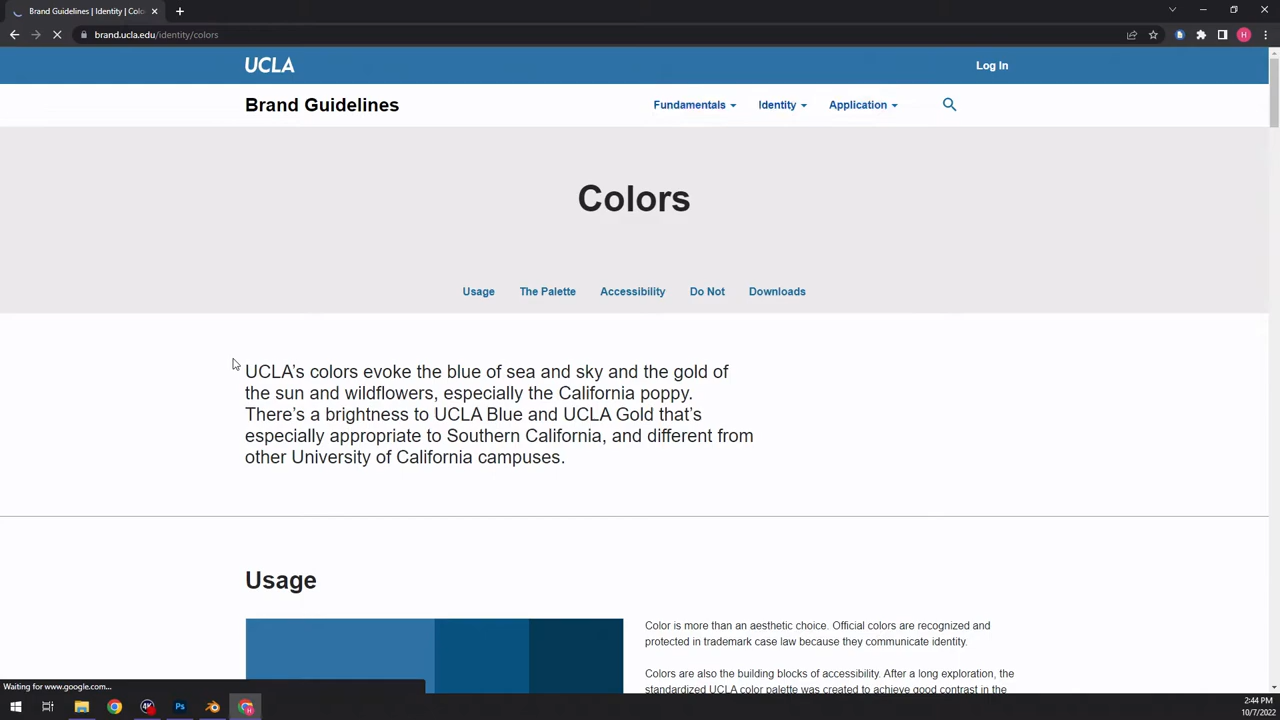 Brand Guidelines | Identity | Colo
brand.ucla.edu/identity/colors
H
UCLA
Log In
Brand Guidelines
Fundamentals
Identity
Application
Colors
Usage
The Palette
Accessibility
Do Not
Downloads
UCLA's colors evoke the blue of sea and sky and the gold of
the sun and wildflowers, especially the California poppy.
There's a brightness to UCLA Blue and UCLA Gold that's
especially appropriate to Southern California, and different from
other University of California campuses.
Usage
Color is more than an aesthetic choice. Official colors are recognized and
protected in trademark case law because they communicate identity.
Colors are also the building blocks of accessibility. After a long exploration, the
standardized UCLA color palette was created to achieve good contrast in the
Waiting for www.google.com...
4K
Ps
2:44 PM
10/7/2022